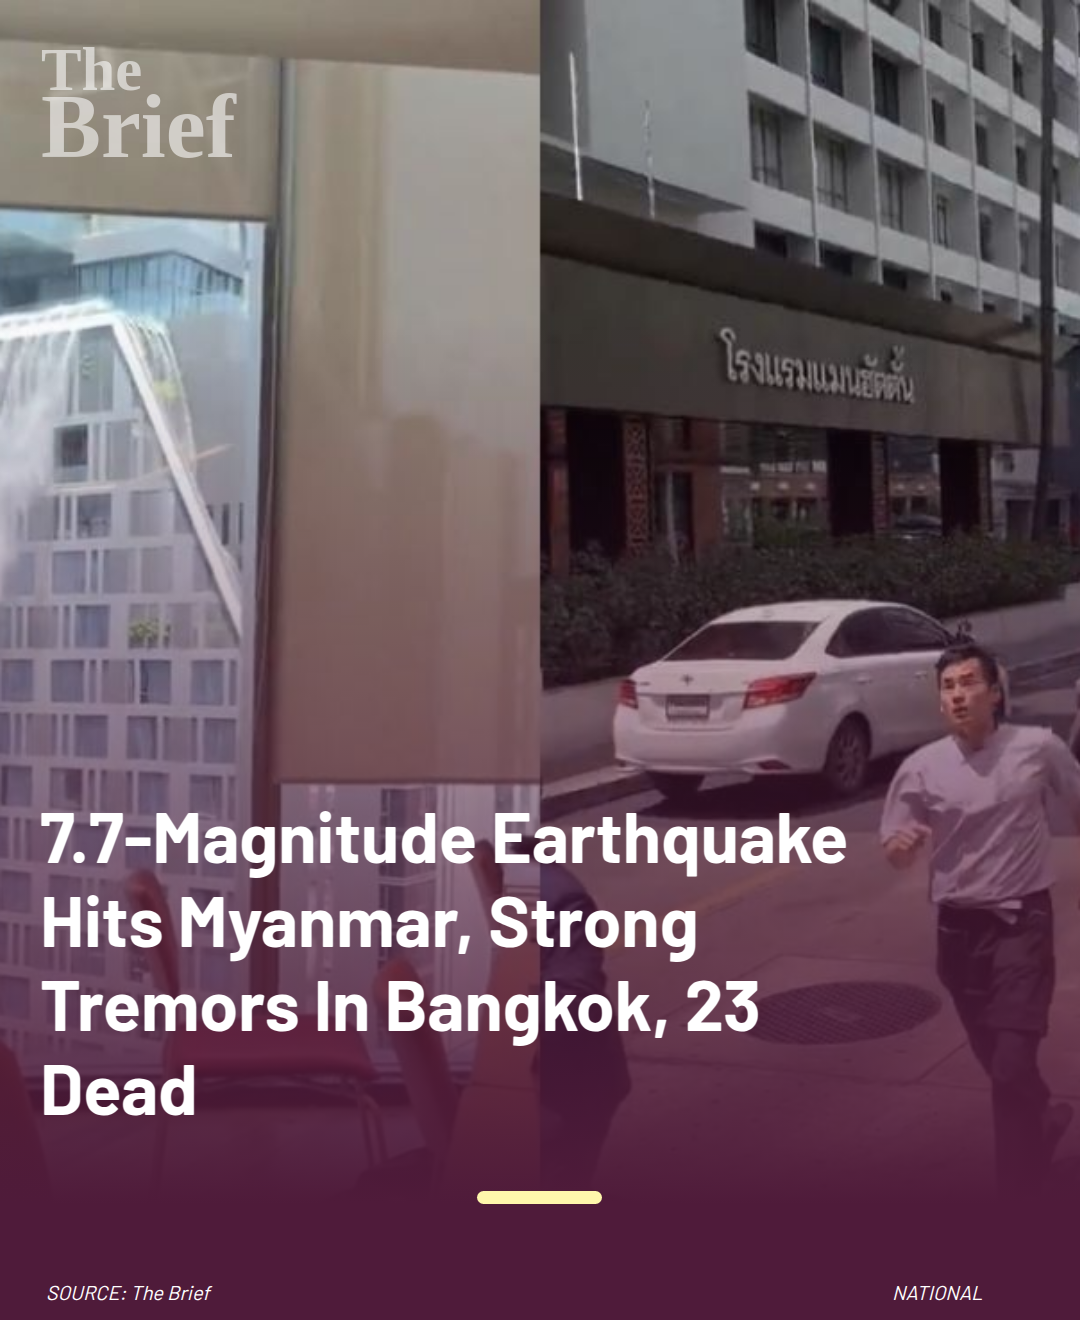 The
Brief
โรงแรมแมนฮัตตั้น
7.7-Magnitude Earthquake
Hits Myanmar, Strong
Tremors In Bangkok, 23
Dead
SOURCE: The Brief
NATIONAL